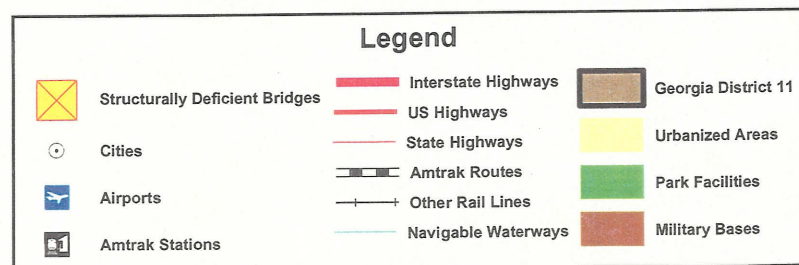 Legend
Structurally Deficient Bridges
Cities
Airports
Amtrak Stations
Interstate Highways
US Highways
State Highways
Amtrak Routes
Other Rail Lines
Navigable Waterways
Georgia District 11
Urbanized Areas
Park Facilities
Military Bases